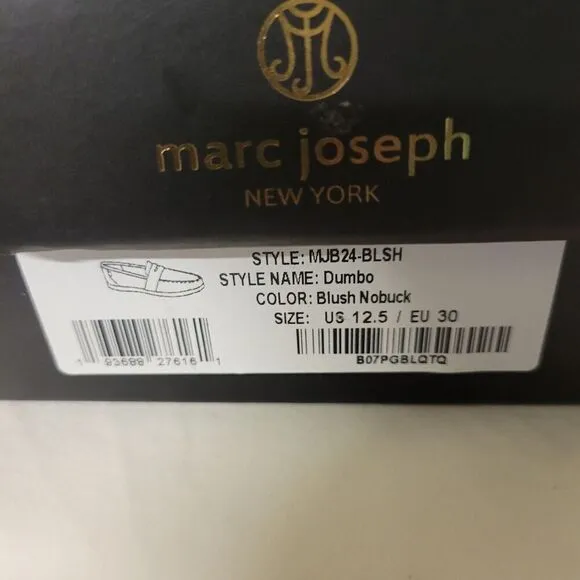 marc joseph
NEW YORK
STYLE: MJB24-BLSH
STYLE NAME: Dumbo
COLOR: Blush Nobuck
SIZE: US 12.5 / EU 30
1 93688 27616 1
B07PGBLQTQ